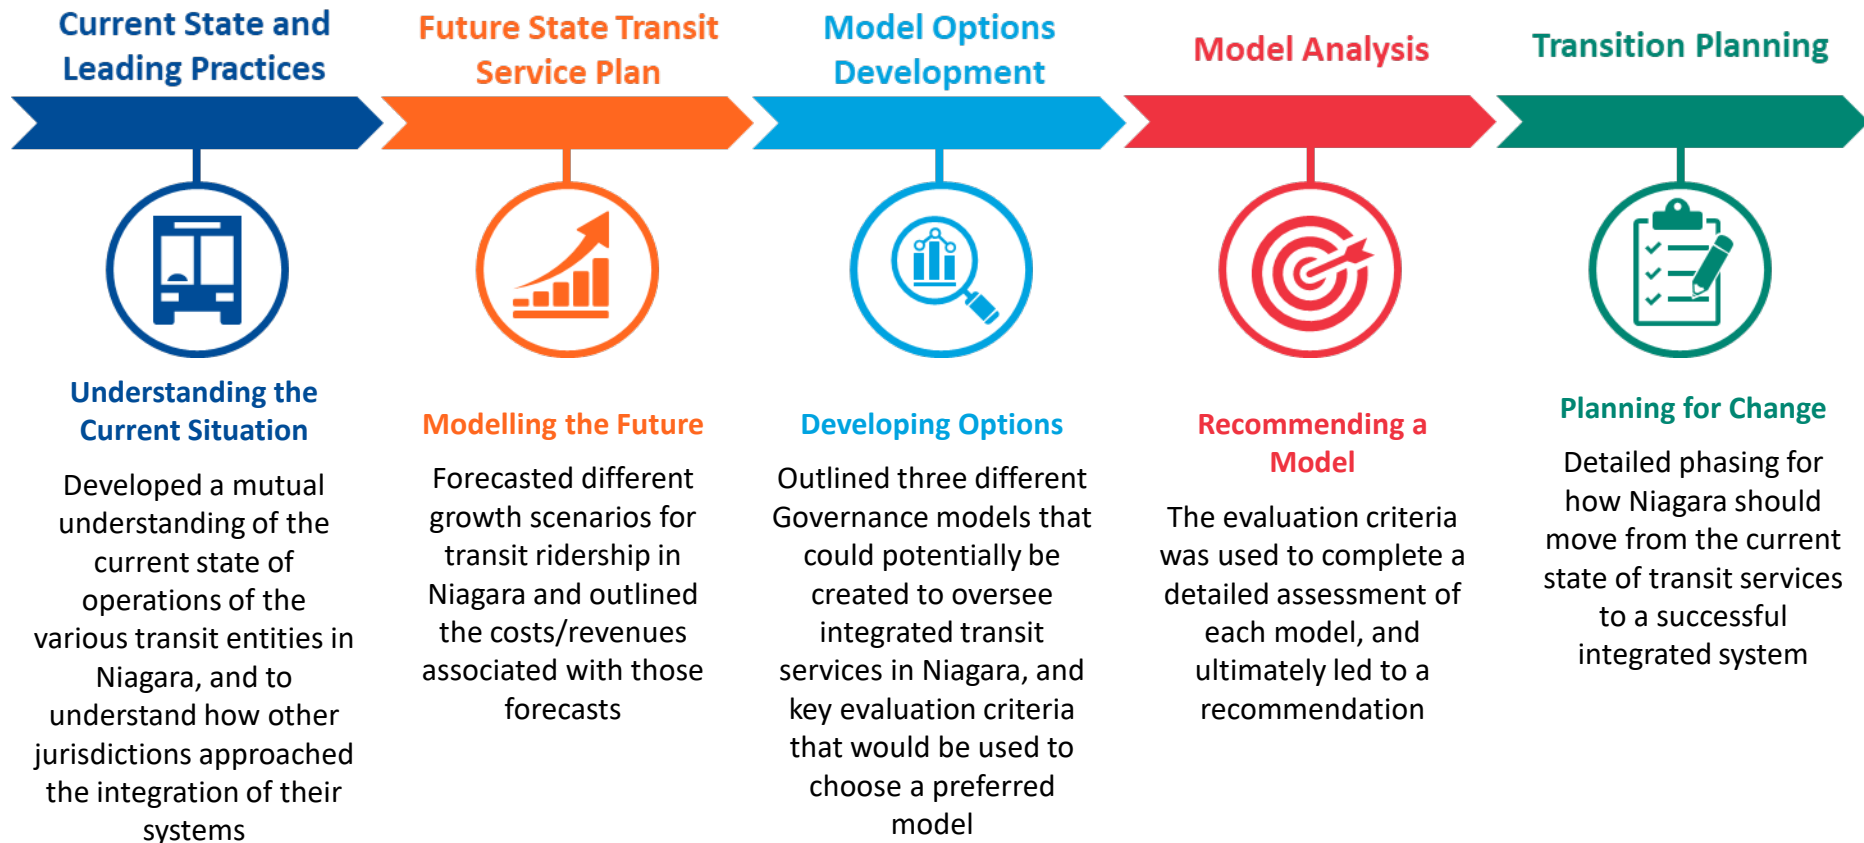 Current State and
Leading Practices
Future State Transit
Service Plan
Model Options
Development
Model Analysis
Transition Planning
Understanding the
Current Situation
Developed a mutual
understanding of the
current state of
operations of the
various transit entities in
Niagara, and to
understand how other
jurisdictions approached
the integration of their
systems
Modelling the Future
Forecasted different
growth scenarios for
transit ridership in
Niagara and outlined
the costs/revenues
associated with those
forecasts
Developing Options
Outlined three different
Governance models that
could potentially be
created to oversee
integrated transit
services in Niagara, and
key evaluation criteria
that would be used to
choose a preferred
model
Recommending a
Model
The evaluation criteria
was used to complete a
detailed assessment of
each model, and
ultimately led to a
recommendation
Planning for Change
Detailed phasing for
how Niagara should
move from the current
state of transit services
to a successful
integrated system